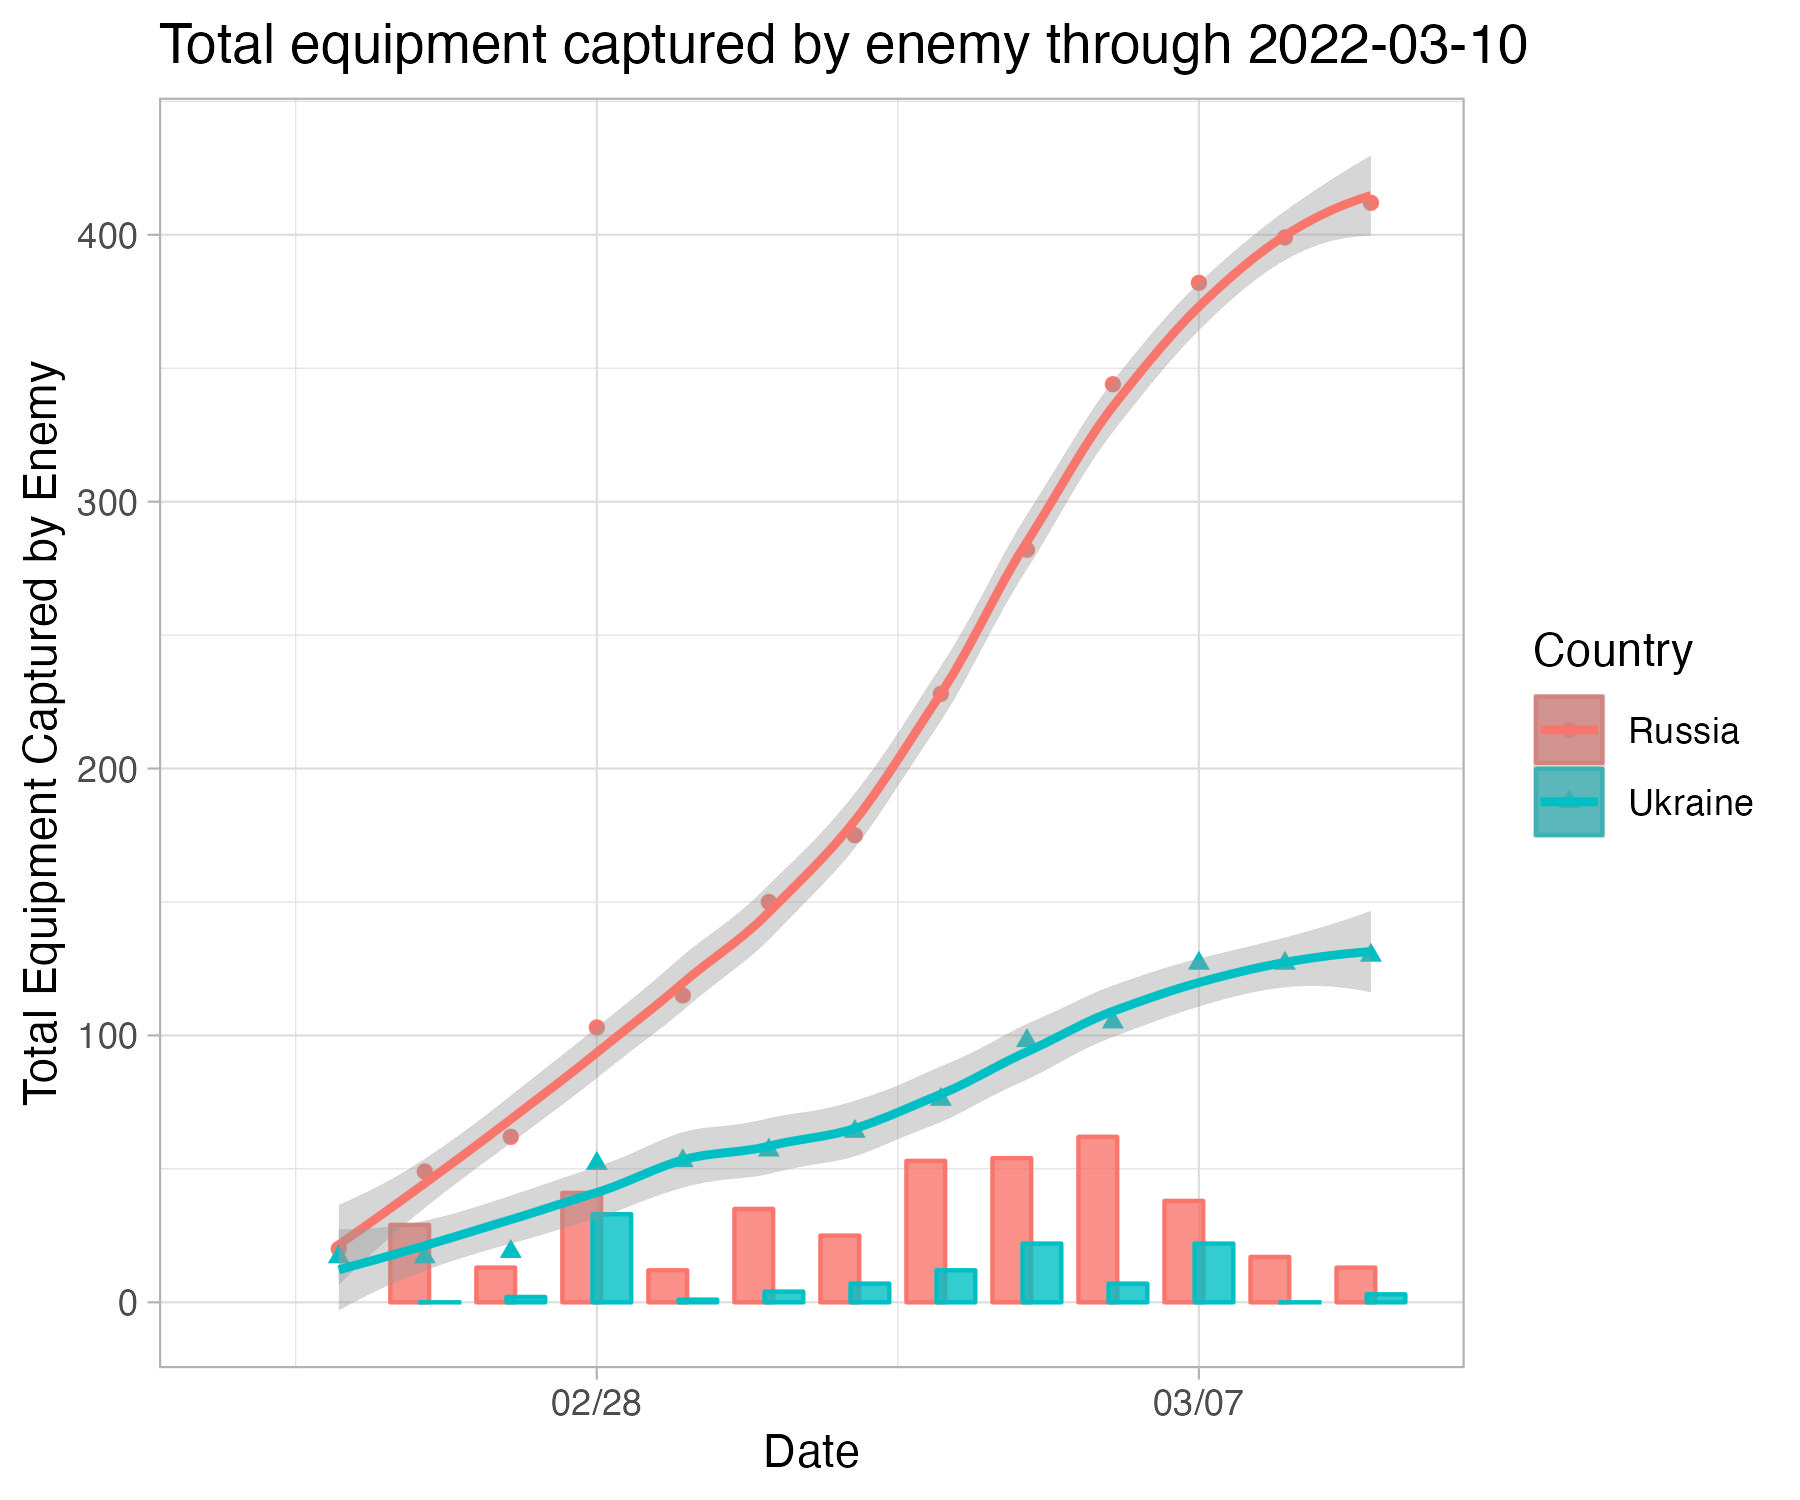 Total equipment captured by enemy through 2022-03-10
Total Equipment Captured by Enemy
400
300
200
100
0
02/28
03/07
Date
Country
Russia
Ukraine